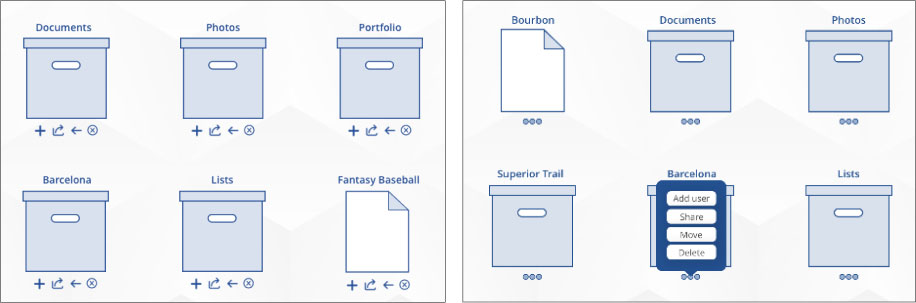 Documents
Photos
Portfolio
Barcelona
Lists
Fantasy Baseball
Bourbon
Documents
Photos
Superior Trail
Barcelona
Lists
Add user
Share
Move
Delete